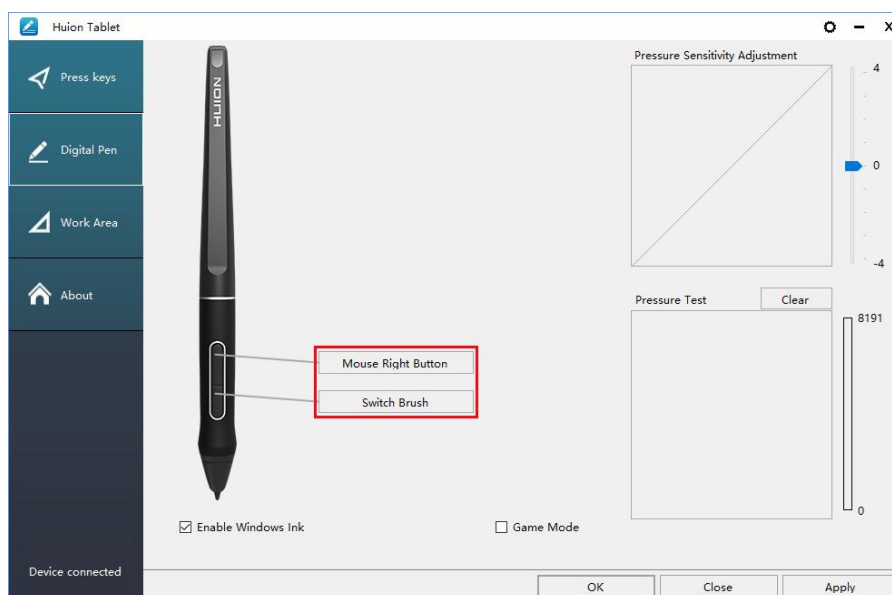 Huion Tablet
X
Press keys
Digital Pen
Work Area
About
Device connected
HUION
Mouse Right Button
Switch Brush
Enable Windows Ink
Game Mode
Pressure Sensitivity Adjustment
4
0
-4
Pressure Test
Clear
8191
0
OK
Close
Apply